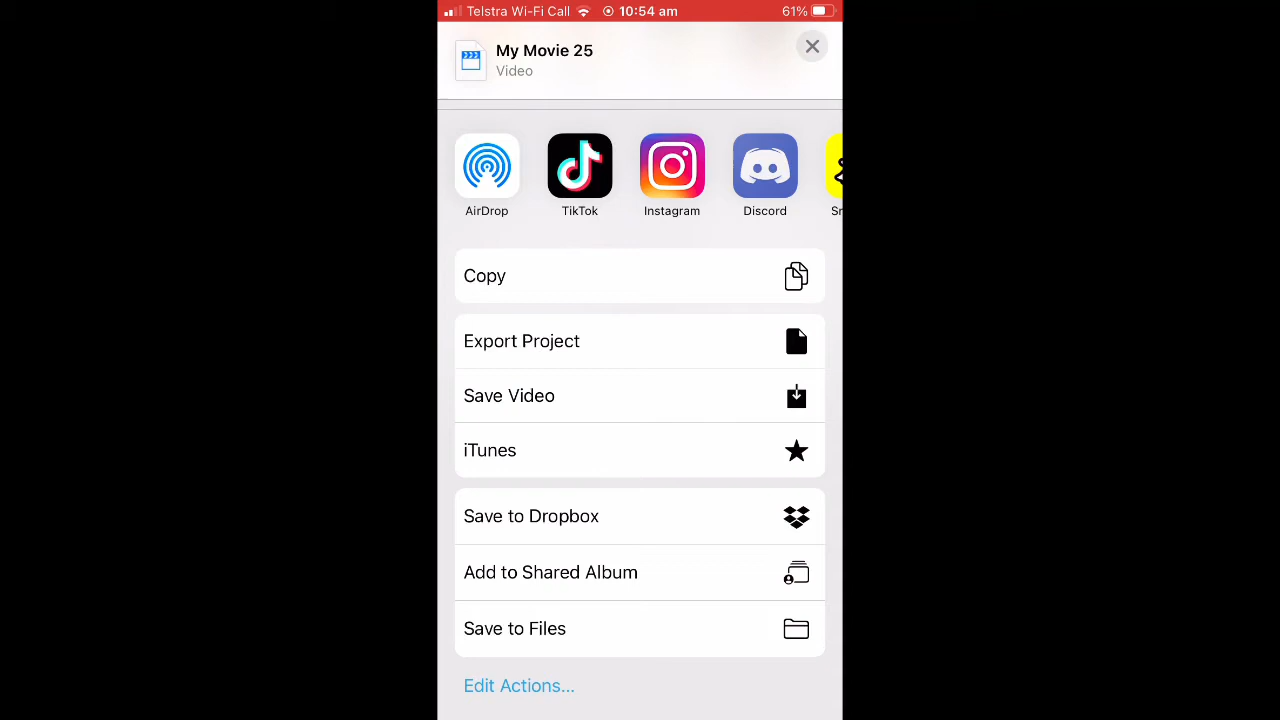 Telstra Wi-Fi Call 10:54 am 61%
My Movie 25
Video
AirDrop TikTok Instagram Discord Sn
Copy
Export Project
Save Video
iTunes
Save to Dropbox
Add to Shared Album
Save to Files
Edit Actions...